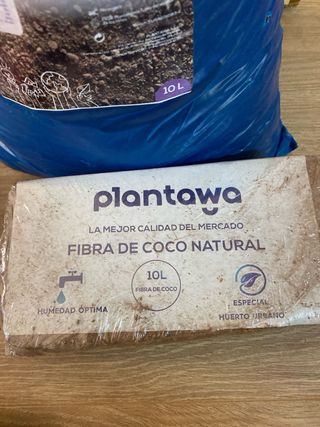 10 L
plantawa
LA MEJOR CALIDAD DEL MERCADO
FIBRA DE COCO NATURAL
10L
FIBRA DE COCO
HUMEDAD ÓPTIMA
ESPECIAL
HUERTO URBANO